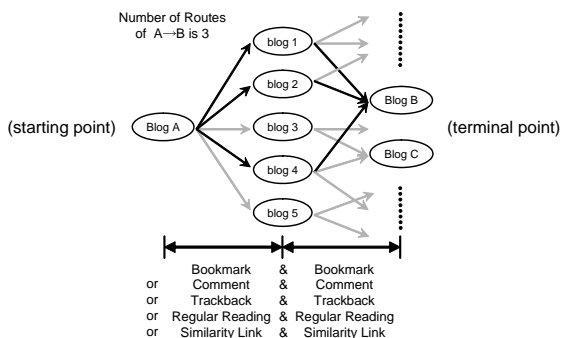 Number of Routes
of A→B is 3
blog 1
blog 2
Blog B
(starting point)
Blog A
blog 3
(terminal point)
Blog C
blog 4
blog 5
Bookmark & Bookmark
or Comment & Comment
or Trackback & Trackback
or Regular Reading & Regular Reading
or Similarity Link & Similarity Link